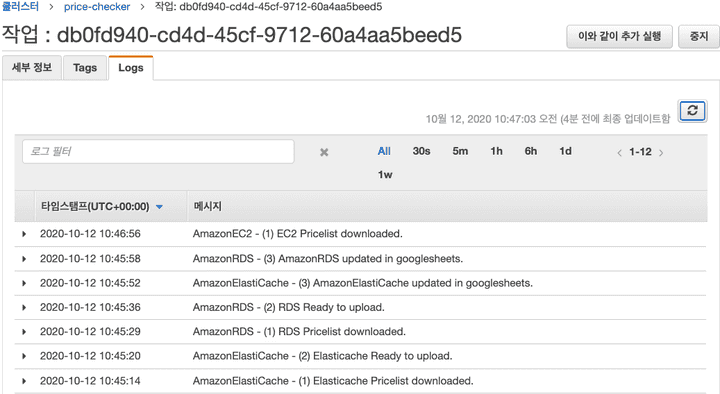 클러스터 > price-checker > 작업: db0fd940-cd4d-45cf-9712-60a4aa5beed5
작업 : db0fd940-cd4d-45cf-9712-60a4aa5beed5
이와 같이 추가 실행 중지
세부 정보 Tags Logs
10월 12, 2020 10:47:03 오전 (4분 전에 최종 업데이트함
로그 필터 All 30s 5m 1h 6h 1d 1-12
1w
타임스탬프(UTC+00:00) 메시지
2020-10-12 10:46:56 AmazonEC2 - (1) EC2 Pricelist downloaded.
2020-10-12 10:45:58 AmazonRDS - (3) AmazonRDS updated in googlesheets.
2020-10-12 10:45:52 AmazonElastiCache - (3) AmazonElastiCache updated in googlesheets.
2020-10-12 10:45:36 AmazonRDS - (2) RDS Ready to upload.
2020-10-12 10:45:29 AmazonRDS - (1) RDS Pricelist downloaded.
2020-10-12 10:45:20 AmazonElastiCache - (2) Elasticache Ready to upload.
2020-10-12 10:45:14 AmazonElastiCache - (1) Elasticache Pricelist downloaded.